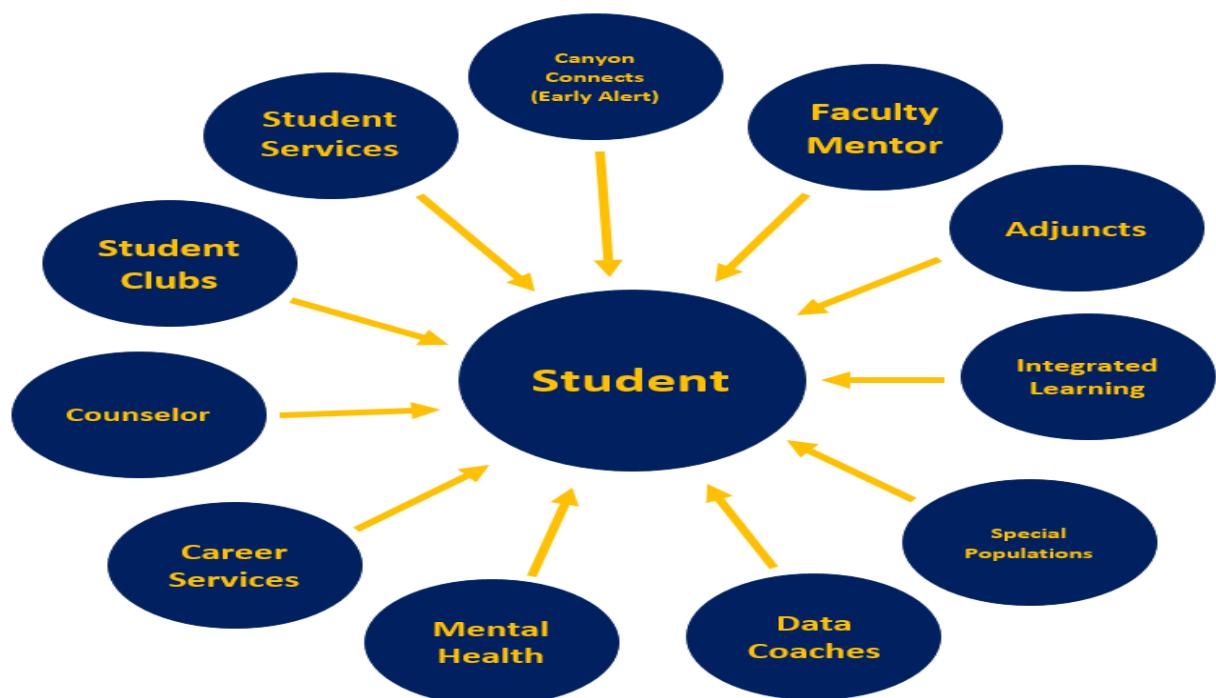 Canyon
Connects
(Early Alert)
Faculty
Mentor
Adjuncts
Integrated
Learning
Special
Populations
Data
Coaches
Mental
Health
Career
Services
Counselor
Student
Clubs
Student
Services
Student